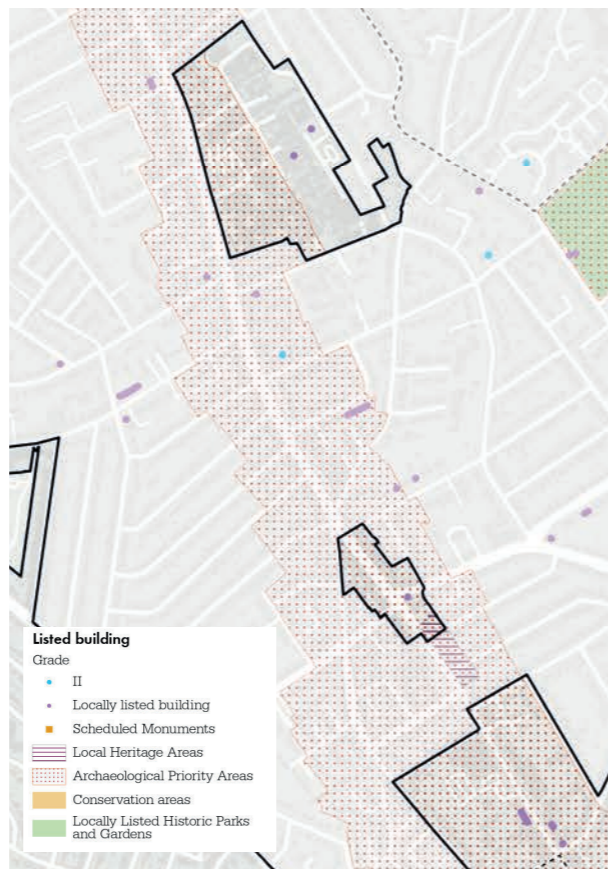 Listed building
Grade
II
Locally listed building
Scheduled Monuments
Local Heritage Areas
Archaeological Priority Areas
Conservation areas
Locally Listed Historic Parks
and Gardens